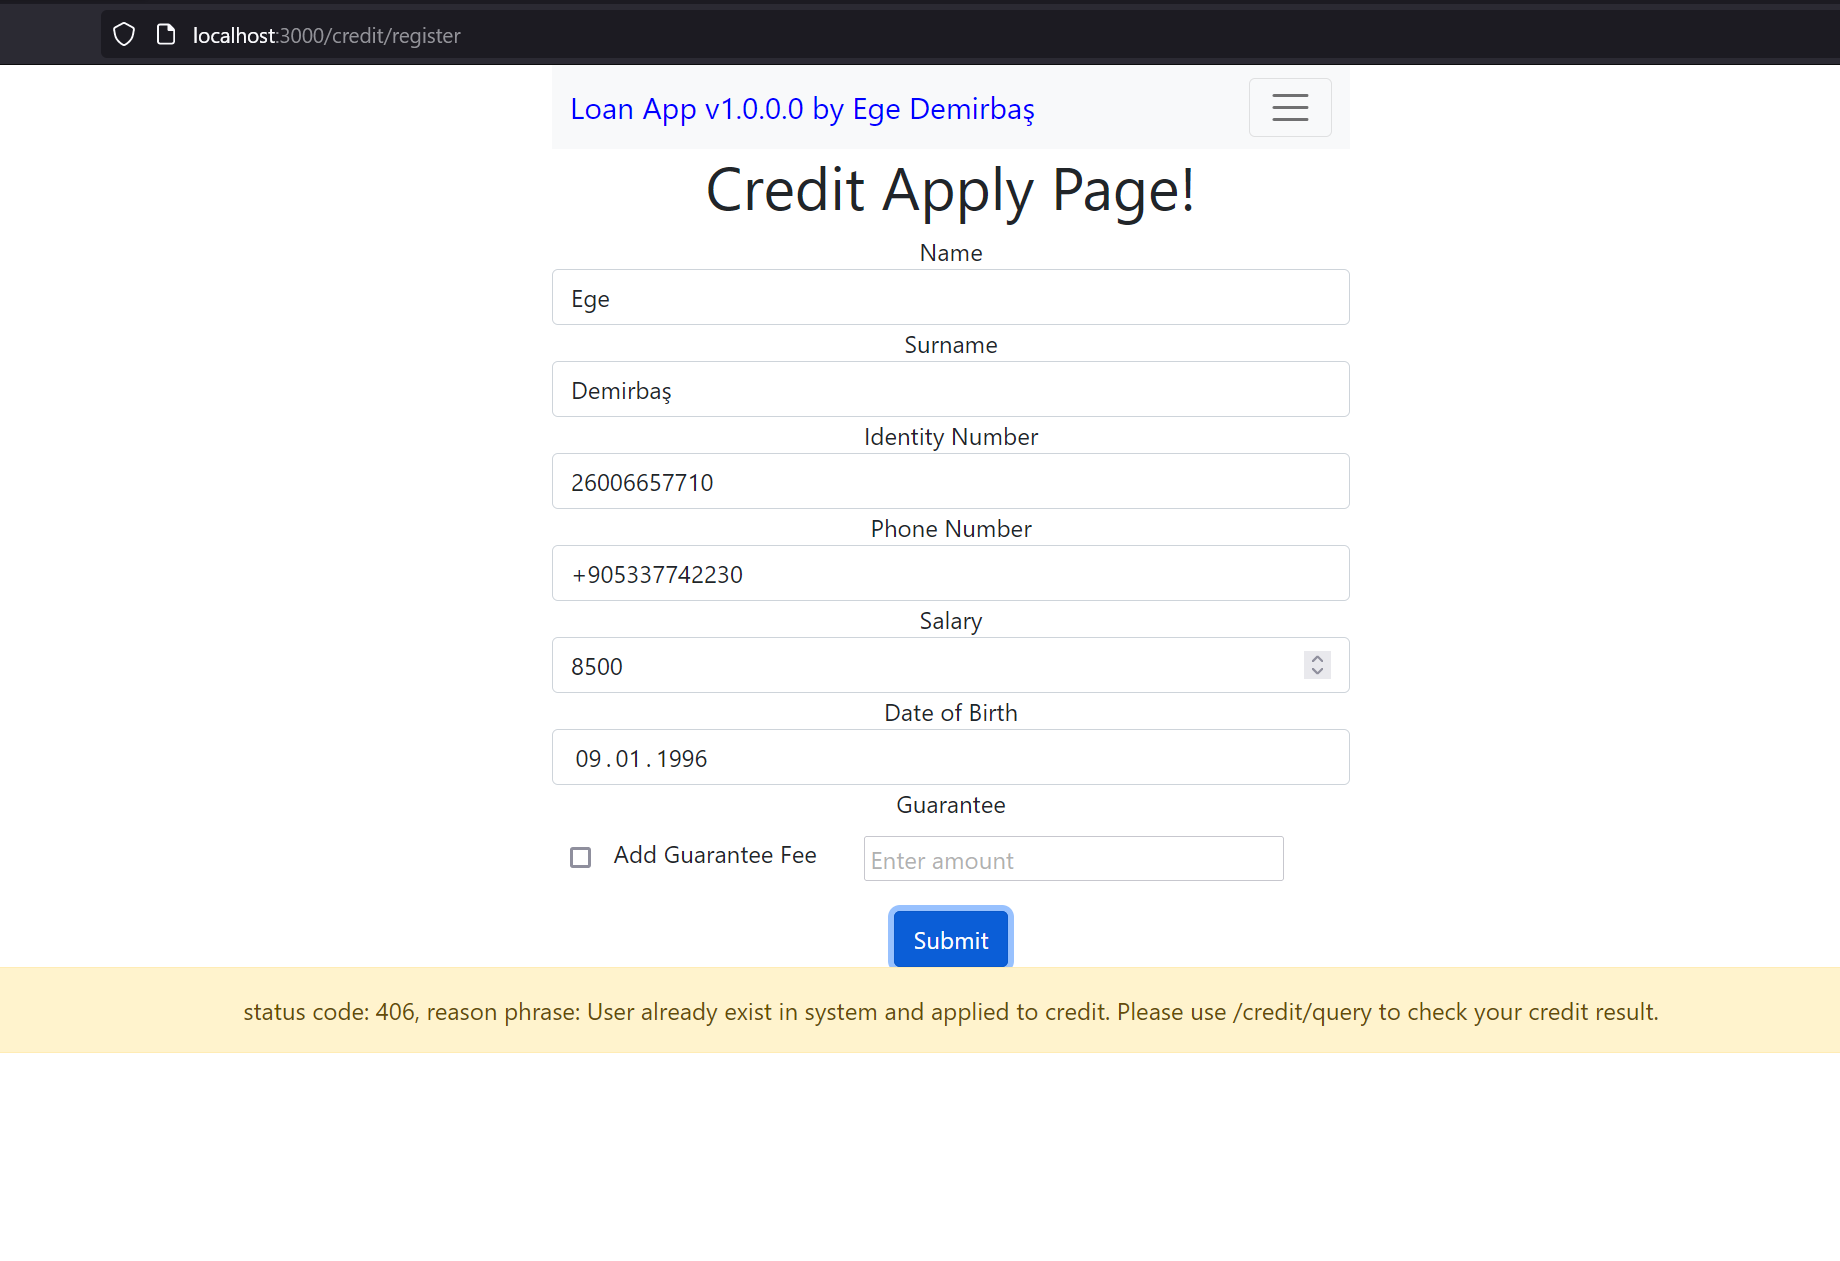 localhost:3000/credit/register
Loan App v1.0.0.0 by Ege Demirbaş
Credit Apply Page!
Name
Ege
Surname
Demirbaş
Identity Number
26006657710
Phone Number
+905337742230
Salary
8500
Date of Birth
09.01.1996
Guarantee
Add Guarantee Fee Enter amount
Submit
status code: 406, reason phrase: User already exist in system and applied to credit. Please use /credit/query to check your credit result.